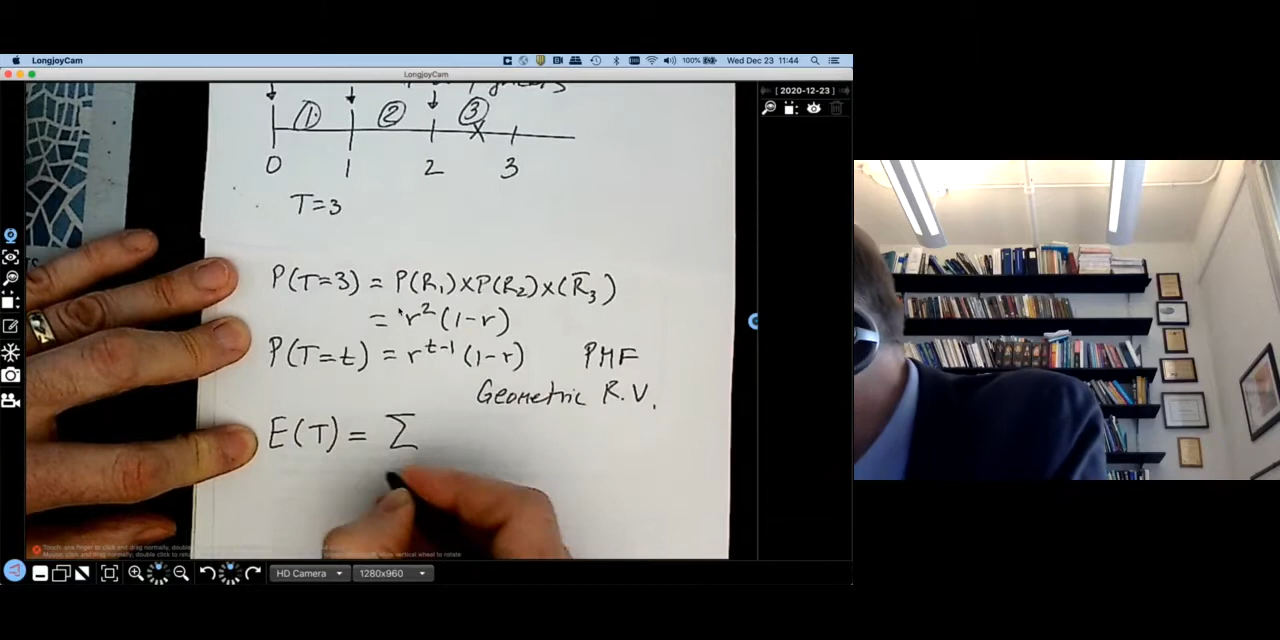 LongjoyCam
100%
Wed Dec 23 11:44
LongjoyCam
[ 2020-12-23 ]
① ② ③
0 1 2 3
T=3
P(T=3) = P(R₁)×P(R₂)×(R̄₃)
= r²(1-r)
P(T=t) = r^{t-1} (1-r) PMF
Geometric R.V.
E(T) = Σ
HD Camera
1280x960